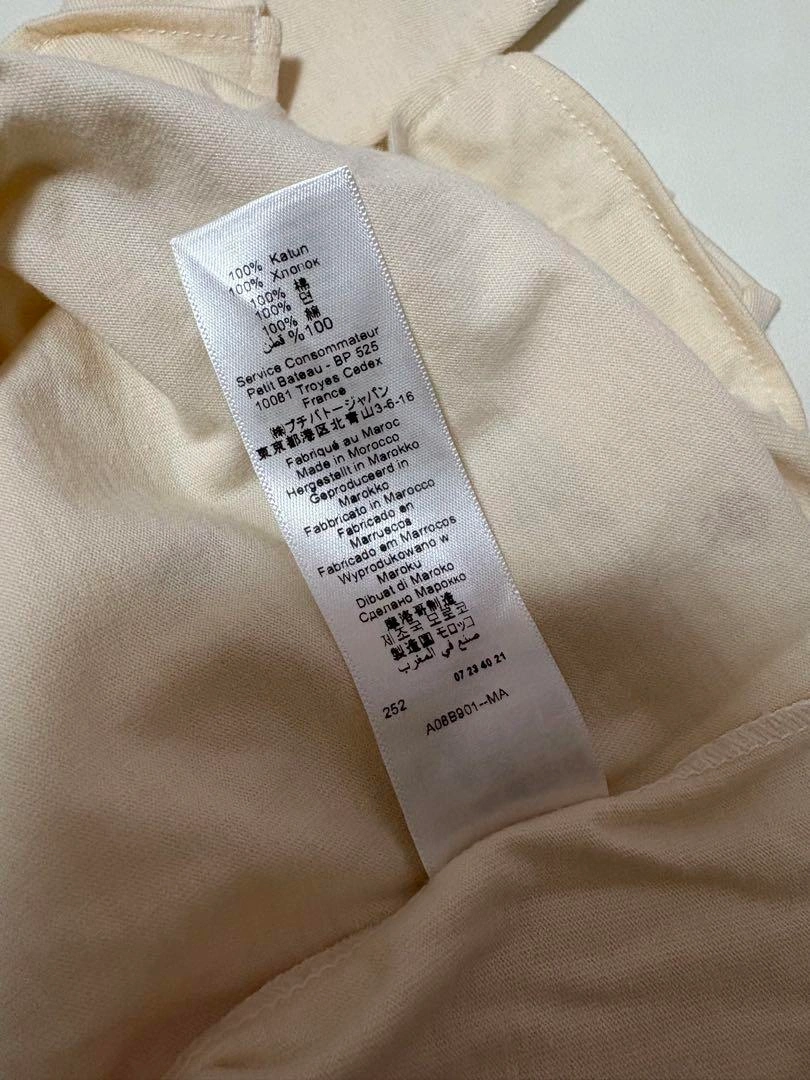 100% Katun
100% Хлопок
100% 棉
100% 면
100% 綿
%100 قطن
Service Consommateur
Petit Bateau - BP 525
10081 Troyes Cedex
France
㈱プチバトージャパン
東京都港区北青山3-6-16
Fabriqué au Maroc
Made in Morocco
Hergestellt in Marokko
Geproduceerd in
Marokko
Fabbricato in Marocco
Fabricado en
Marruecos
Fabricado em Marrocos
Wyprodukowano w
Maroku
Dibuat di Maroko
Сделано Марокко
摩洛哥制造
제조국 모로코
製造国 モロッコ
صنع في المغرب
252
07 23 40 21
A08B901--MA